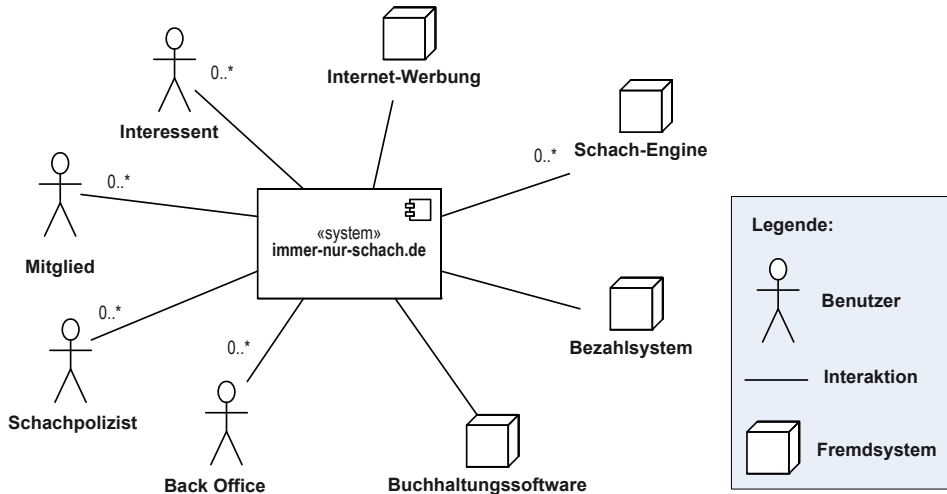 0..*
Interessent
Internet-Werbung
0..*
Schach-Engine
0..*
Mitglied
«system»
immer-nur-schach.de
0..*
Schachpolizist
0..*
Back Office
Buchhaltungssoftware
Bezahlsystem
Legende:
Benutzer
Interaktion
Fremdsystem